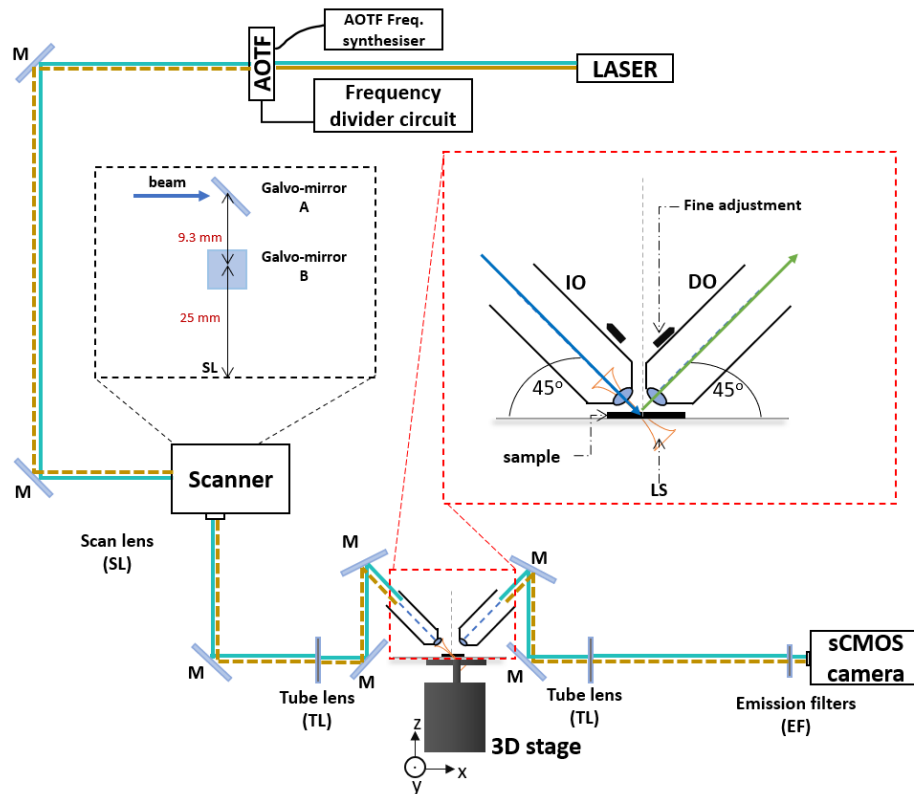 AOTF Freq.
synthesiser
M
AOTF
LASER
Frequency
divider circuit
beam
Galvo-mirror
A
9.3 mm
Galvo-mirror
B
25 mm
SL
Fine adjustment
IO
DO
45°
45°
sample
LS
M
Scanner
Scan lens
(SL)
M
M
M
Tube lens
(TL)
M
M
Tube lens
(TL)
sCMOS
camera
Emission filters
(EF)
3D stage
z
x
y